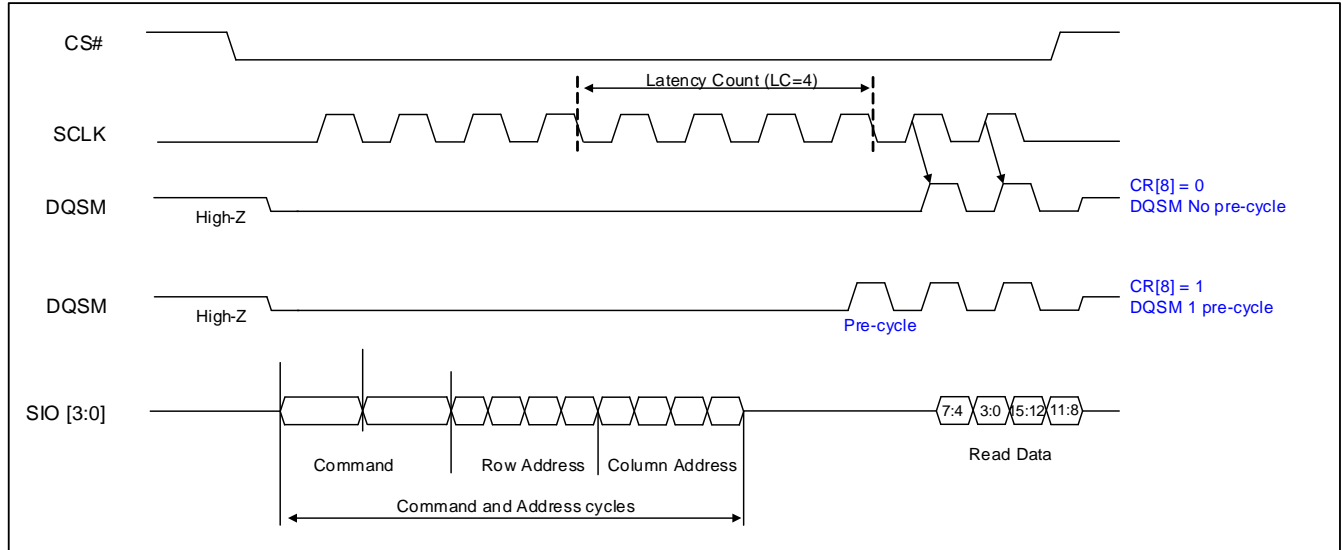 CS#
Latency Count (LC=4)
SCLK
DQSM
High-Z
CR[8] = 0
DQSM No pre-cycle
DQSM
High-Z
Pre-cycle
CR[8] = 1
DQSM 1 pre-cycle
SIO [3:0]
7:4 3:0 15:12 11:8
Command Row Address Column Address Read Data
Command and Address cycles